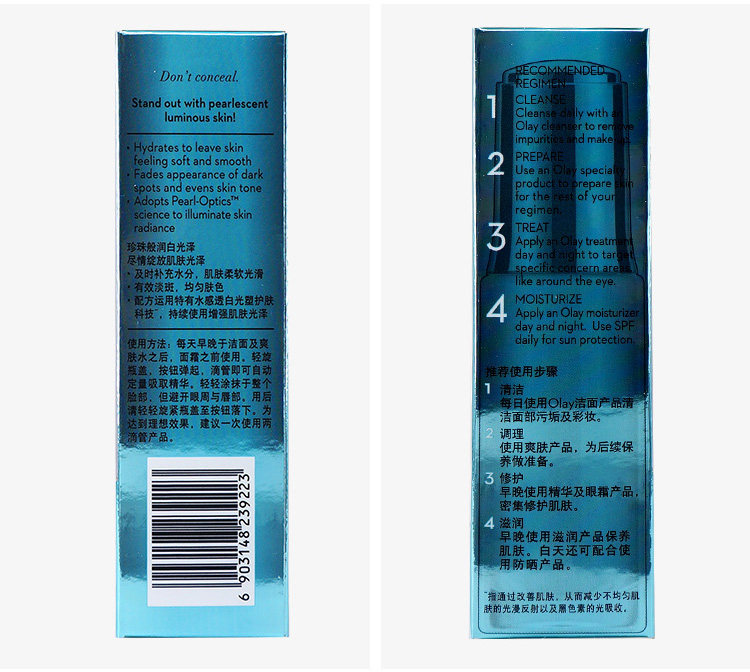 Don't conceal.
Stand out with pearlescent
luminous skin!
• Hydrates to leave skin
feeling soft and smooth
• Fades appearance of dark
spots and evens skin tone
• Adopts Pearl-Optics™
science to illuminate skin
radiance
珍珠般润白光泽
尽情绽放肌肤光泽
• 及时补充水分，肌肤柔软光滑
• 有效淡斑，均匀肤色
• 配方运用特有水感透白光塑护肤
科技*，持续使用增强肌肤光泽
使用方法：每天早晚于洁面及爽
肤水之后，面霜之前使用。轻旋
瓶盖，按钮弹起，滴管即可自动
定量吸取精华。轻轻涂抹于整个
脸部，但避开眼周与唇部。用后
请轻轻旋紧瓶盖至按钮落下。为
达到理想效果，建议一次使用两
滴管产品。
6 903148 239223
RECOMMENDED
REGIMEN
1 CLEANSE
Cleanse daily with an
Olay cleanser to remove
impurities and make up.
2 PREPARE
Use an Olay specialty
product to prepare skin
for the rest of your
regimen.
3 TREAT
Apply an Olay treatment
day and night to target
specific concern areas
like around the eye.
4 MOISTURIZE
Apply an Olay moisturizer
day and night. Use SPF
daily for sun protection.
推荐使用步骤
1 清洁
每日使用Olay洁面产品清
洁面部污垢及彩妆。
2 调理
使用爽肤产品，为后续保
养做准备。
3 修护
早晚使用精华及眼霜产品，
密集修护肌肤。
4 滋润
早晚使用滋润产品保养
肌肤。白天还可配合使
用防晒产品。
*指通过改善肌肤，从而减少不均匀肌
肤的光漫反射以及黑色素的光吸收。